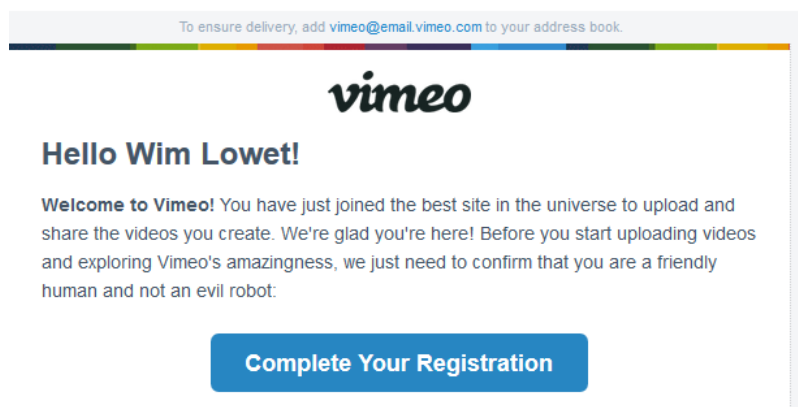 To ensure delivery, add vimeo@email.vimeo.com to your address book.
vimeo
Hello Wim Lowet!
Welcome to Vimeo! You have just joined the best site in the universe to upload and
share the videos you create. We're glad you're here! Before you start uploading videos
and exploring Vimeo's amazingness, we just need to confirm that you are a friendly
human and not an evil robot:
Complete Your Registration